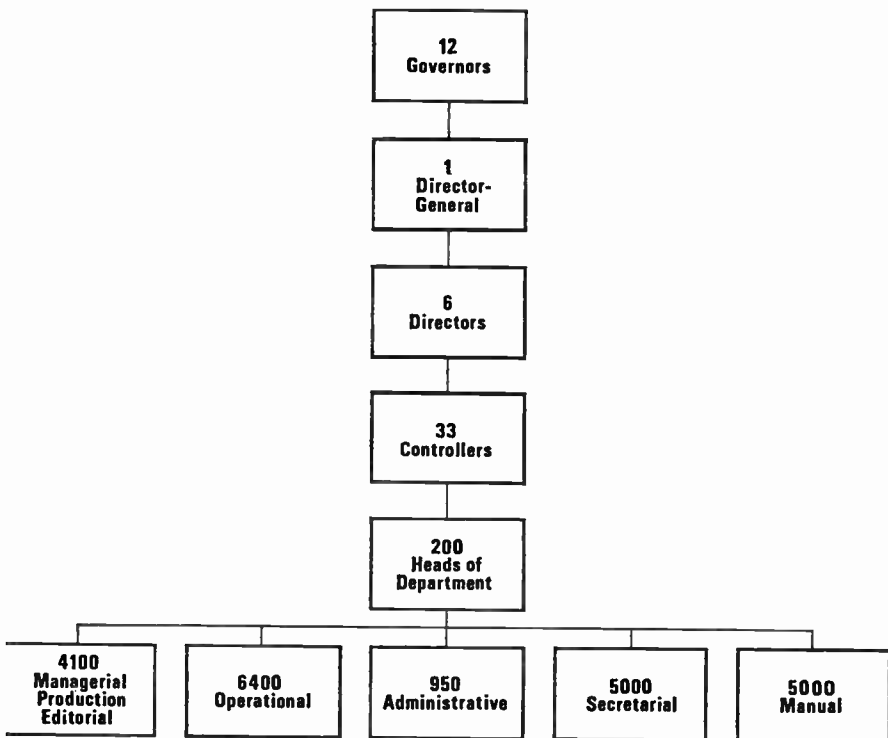 12
Governors
1
Director-
General
6
Directors
33
Controllers
200
Heads of
Department
4100
Managerial
Production
Editorial
6400
Operational
950
Administrative
5000
Secretarial
5000
Manual